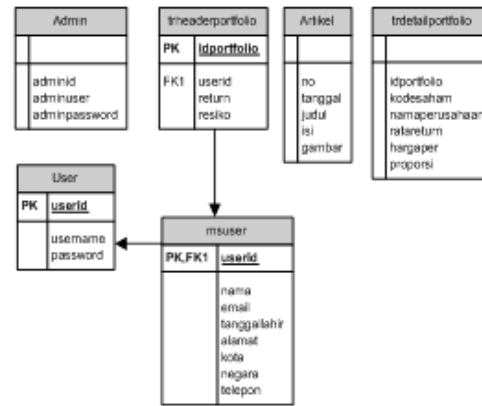 Admin
adminid
adminuser
adminpassword
trheaderportfolio
PK idportfolio
FK1 userid
return
resiko
Artikel
no
tanggal
judul
isi
gambar
trdetailportfolio
idportfolio
kodesaham
namaperusahaan
ratareturn
hargaper
proporsi
User
PK userid
username
password
msuser
PK,FK1 userid
nama
email
tanggallahir
alamat
kota
negara
telepon